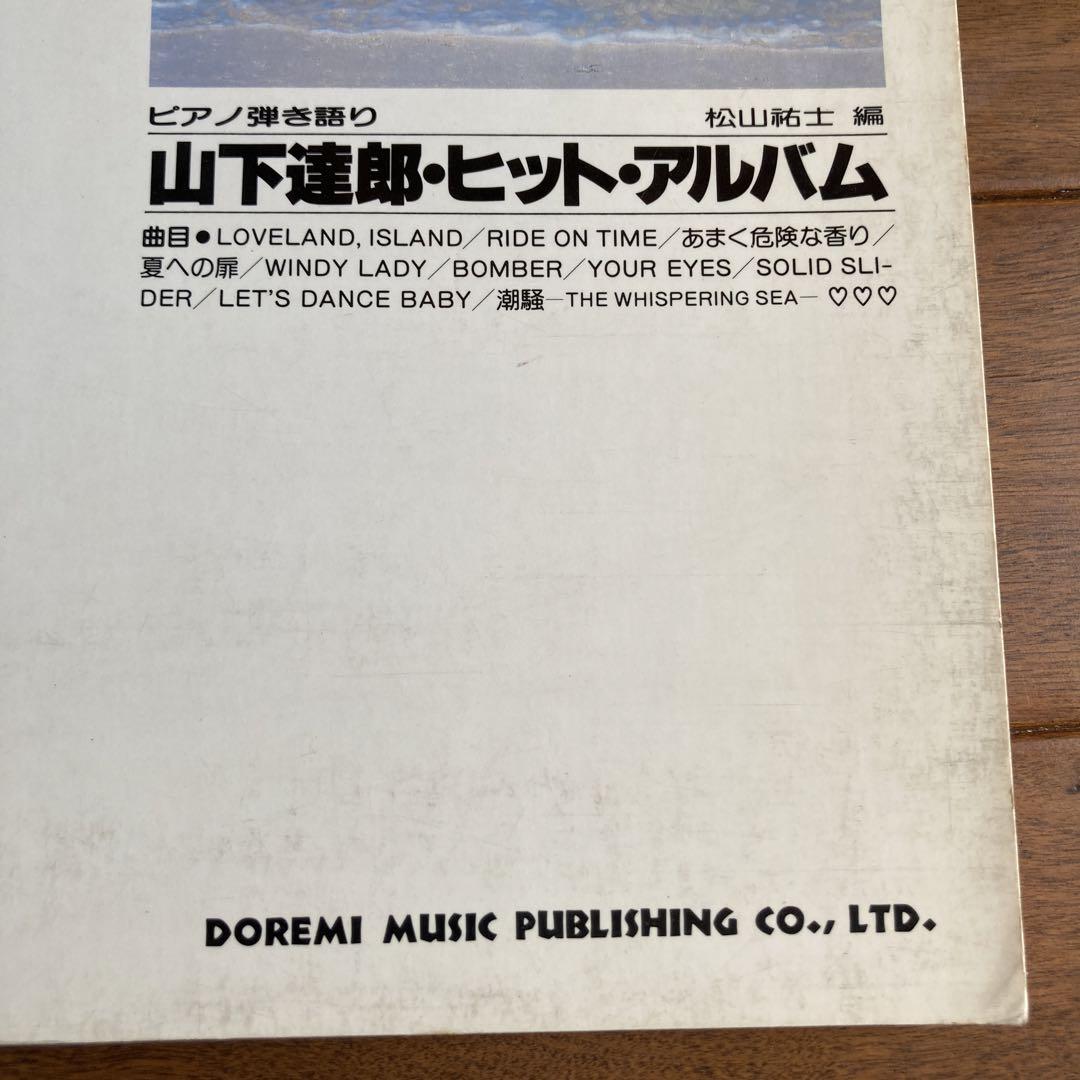 ピアノ弾き語り 松山祐士 編
山下達郎・ヒット・アルバム
曲目●LOVELAND, ISLAND／RIDE ON TIME／あまく危険な香り／
夏への扉／WINDY LADY／BOMBER／YOUR EYES／SOLID SLI-
DER／LET'S DANCE BABY／潮騒—THE WHISPERING SEA— ♡♡♡
DOREMI MUSIC PUBLISHING CO., LTD.